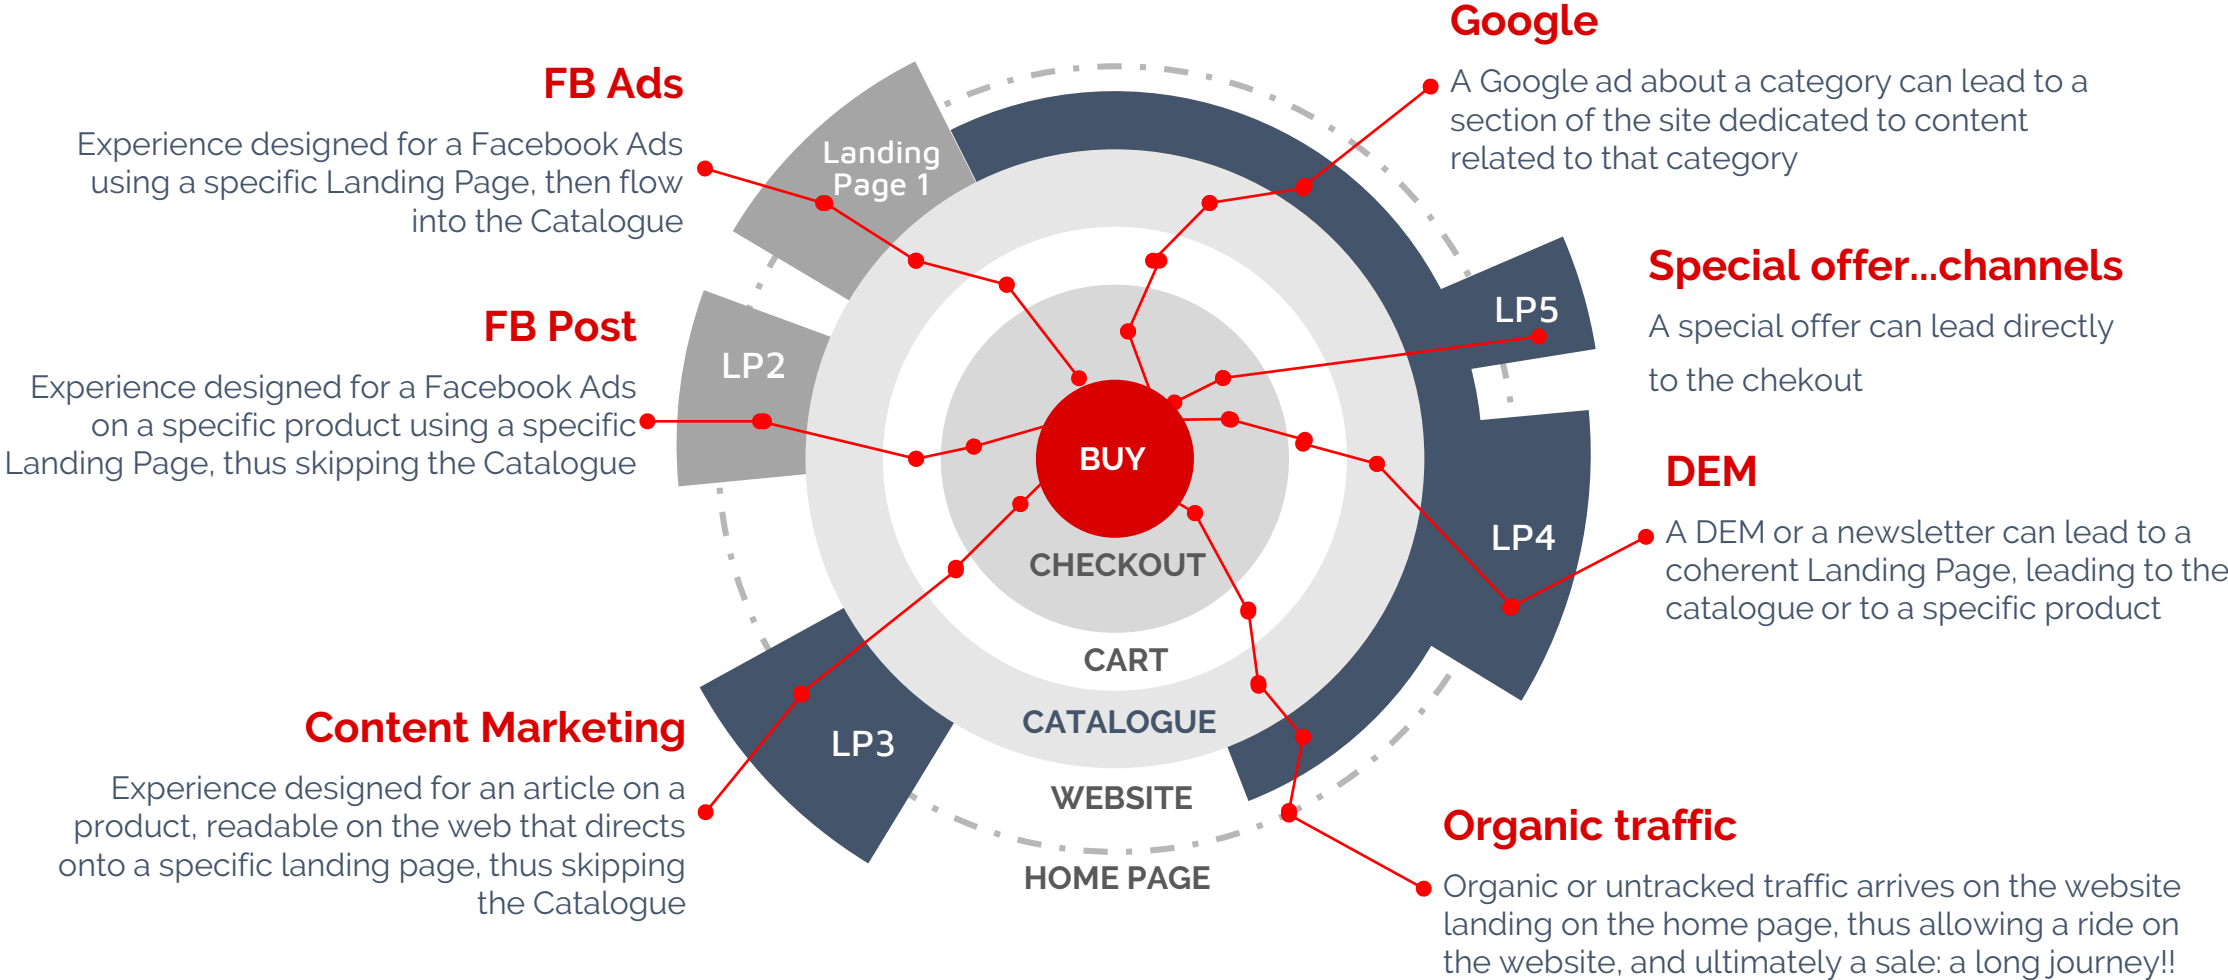 FB Ads
Experience designed for a Facebook Ads
using a specific Landing Page, then flow
into the Catalogue
FB Post
Experience designed for a Facebook Ads
on a specific product using a specific
Landing Page, thus skipping the Catalogue
Content Marketing
Experience designed for an article on a
product, readable on the web that directs
onto a specific landing page, thus skipping
the Catalogue
Landing
Page 1
LP2
LP3
BUY
CHECKOUT
CART
CATALOGUE
WEBSITE
HOME PAGE
LP5
LP4
Google
A Google ad about a category can lead to a
section of the site dedicated to content
related to that category
Special offer...channels
A special offer can lead directly
to the chekout
DEM
A DEM or a newsletter can lead to a
coherent Landing Page, leading to the
catalogue or to a specific product
Organic traffic
Organic or untracked traffic arrives on the website
landing on the home page, thus allowing a ride on
the website, and ultimately a sale: a long journey!!